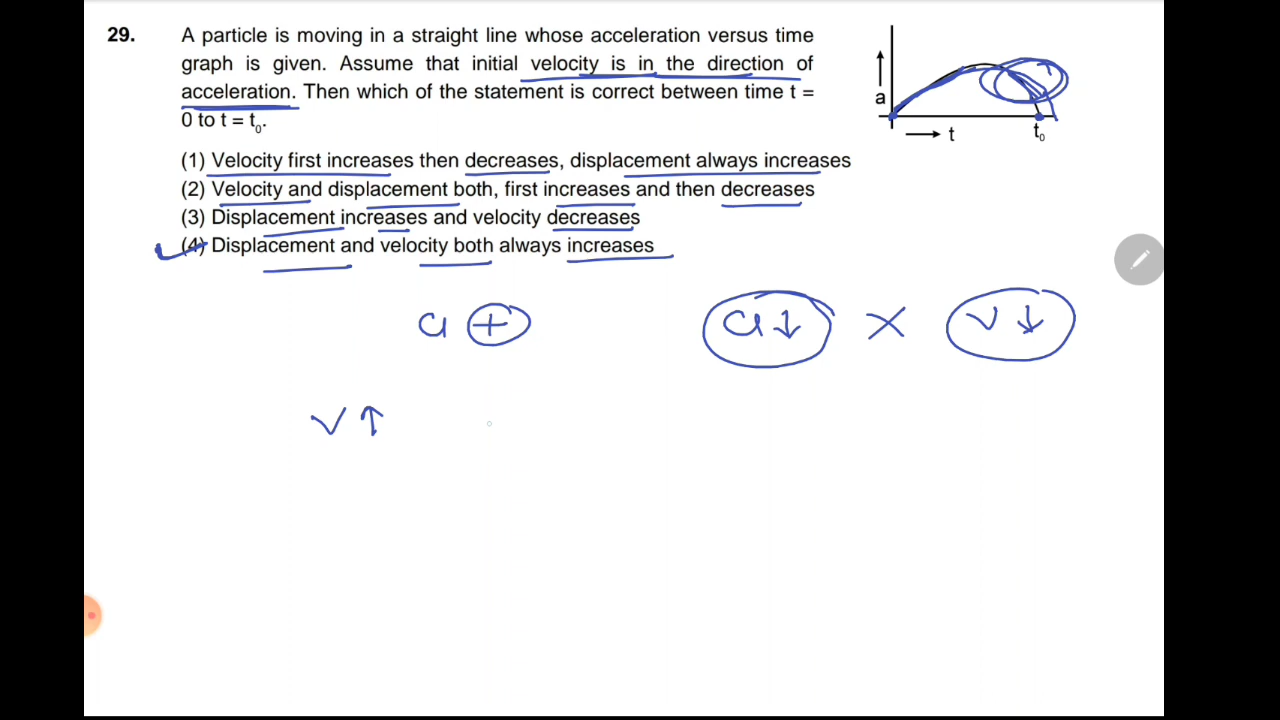 29. A particle is moving in a straight line whose acceleration versus time
graph is given. Assume that initial velocity is in the direction of
acceleration. Then which of the statement is correct between time t =
0 to t = t₀.
a
t
t₀
(1) Velocity first increases then decreases, displacement always increases
(2) Velocity and displacement both, first increases and then decreases
(3) Displacement increases and velocity decreases
(4) Displacement and velocity both always increases
a + a↓ × v↓
v↑